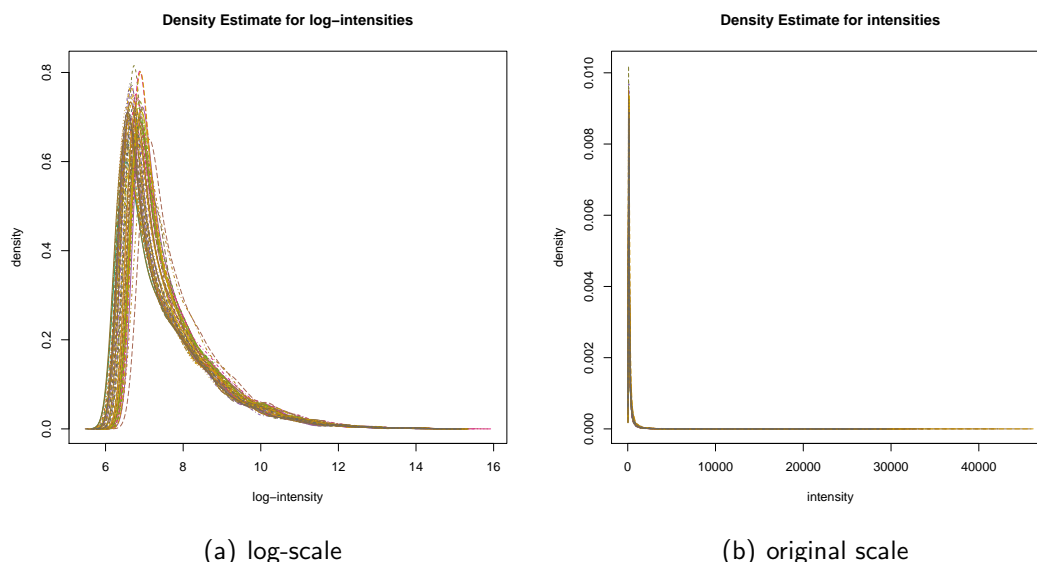 Density Estimate for log−intensities
density
0.8
0.6
0.4
0.2
0.0
6 8 10 12 14 16
log−intensity
(a) log-scale
Density Estimate for intensities
density
0.010
0.008
0.006
0.004
0.002
0.000
0 10000 20000 30000 40000
intensity
(b) original scale